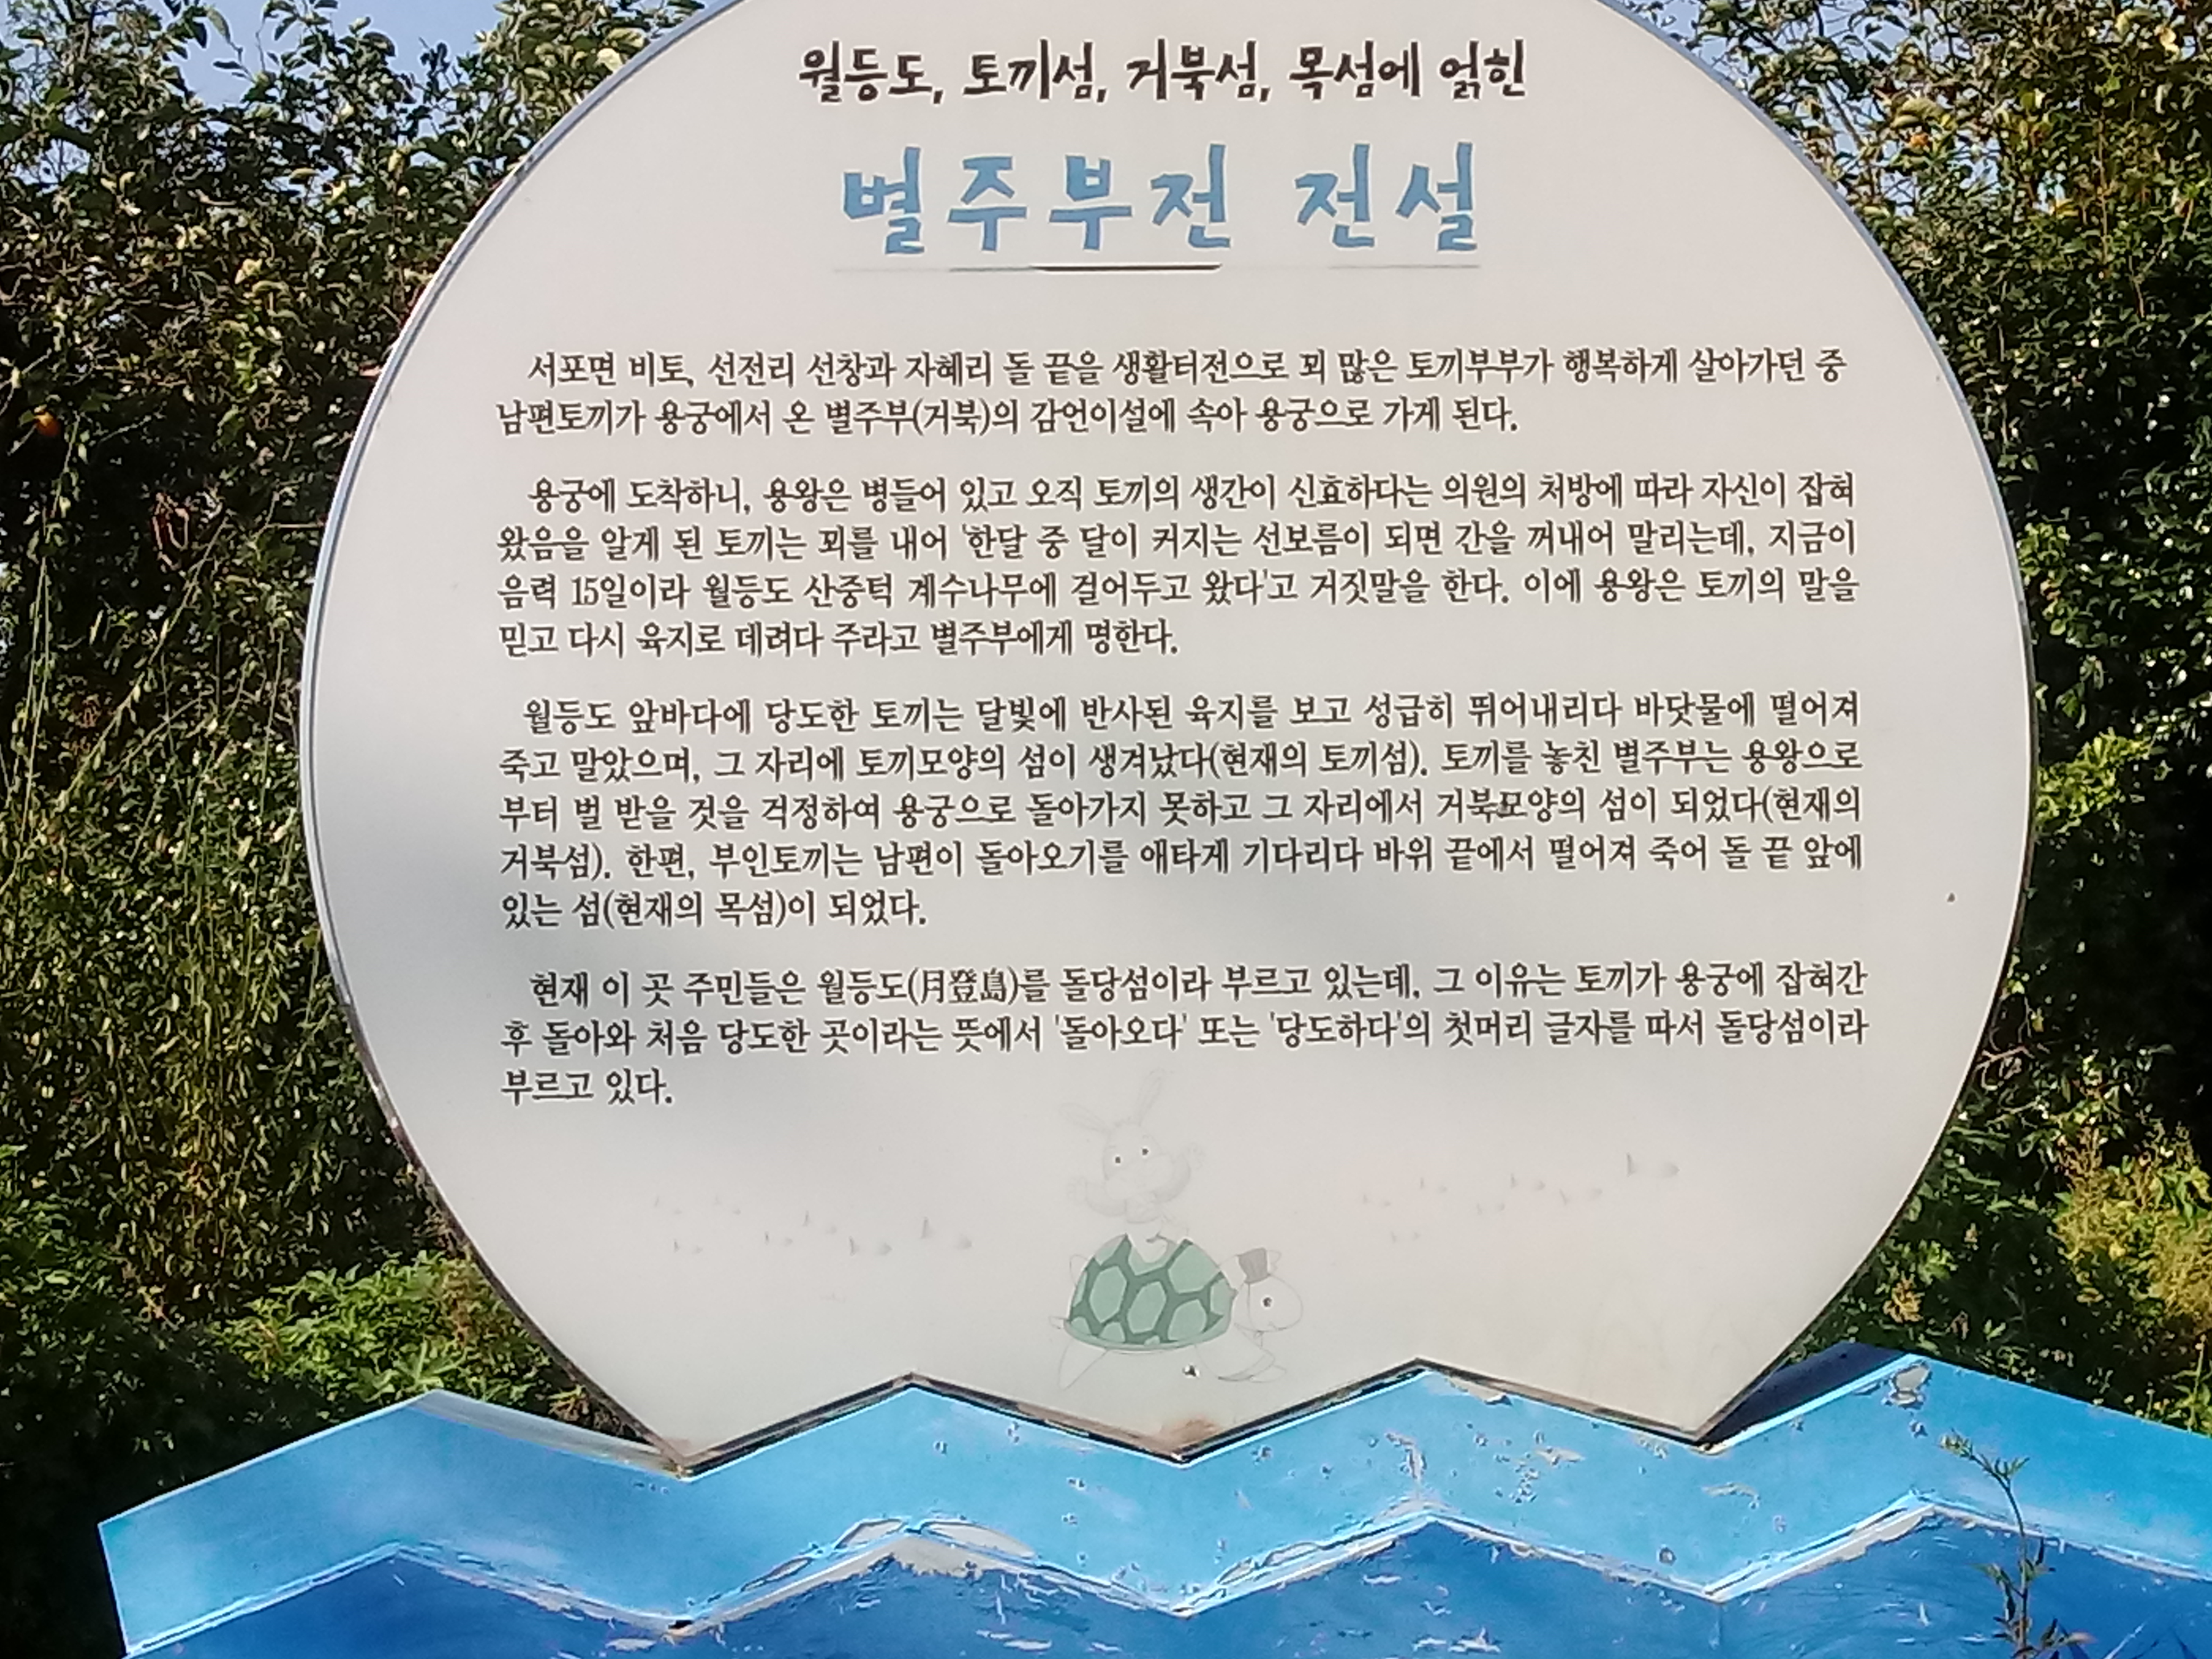 월등도, 토끼섬, 거북섬, 목섬에 얽힌
별주부전 전설
서포면 비토, 선전리 선창과 자혜리 돌 끝을 생활터전으로 꾀 많은 토끼부부가 행복하게 살아가던 중
남편토끼가 용궁에서 온 별주부(거북)의 감언이설에 속아 용궁으로 가게 된다.
용궁에 도착하니, 용왕은 병들어 있고 오직 토끼의 생간이 신효하다는 의원의 처방에 따라 자신이 잡혀
왔음을 알게 된 토끼는 꾀를 내어 '한달 중 달이 커지는 선보름이 되면 간을 꺼내어 말리는데, 지금이
음력 15일이라 월등도 산중턱 계수나무에 걸어두고 왔다'고 거짓말을 한다. 이에 용왕은 토끼의 말을
믿고 다시 육지로 데려다 주라고 별주부에게 명한다.
월등도 앞바다에 당도한 토끼는 달빛에 반사된 육지를 보고 성급히 뛰어내리다 바닷물에 떨어져
죽고 말았으며, 그 자리에 토끼모양의 섬이 생겨났다(현재의 토끼섬). 토끼를 놓친 별주부는 용왕으로
부터 벌 받을 것을 걱정하여 용궁으로 돌아가지 못하고 그 자리에서 거북모양의 섬이 되었다(현재의
거북섬). 한편, 부인토끼는 남편이 돌아오기를 애타게 기다리다 바위 끝에서 떨어져 죽어 돌 끝 앞에
있는 섬(현재의 목섬)이 되었다.
현재 이 곳 주민들은 월등도(月登島)를 돌당섬이라 부르고 있는데, 그 이유는 토끼가 용궁에 잡혀간
후 돌아와 처음 당도한 곳이라는 뜻에서 '돌아오다' 또는 '당도하다'의 첫머리 글자를 따서 돌당섬이라
부르고 있다.